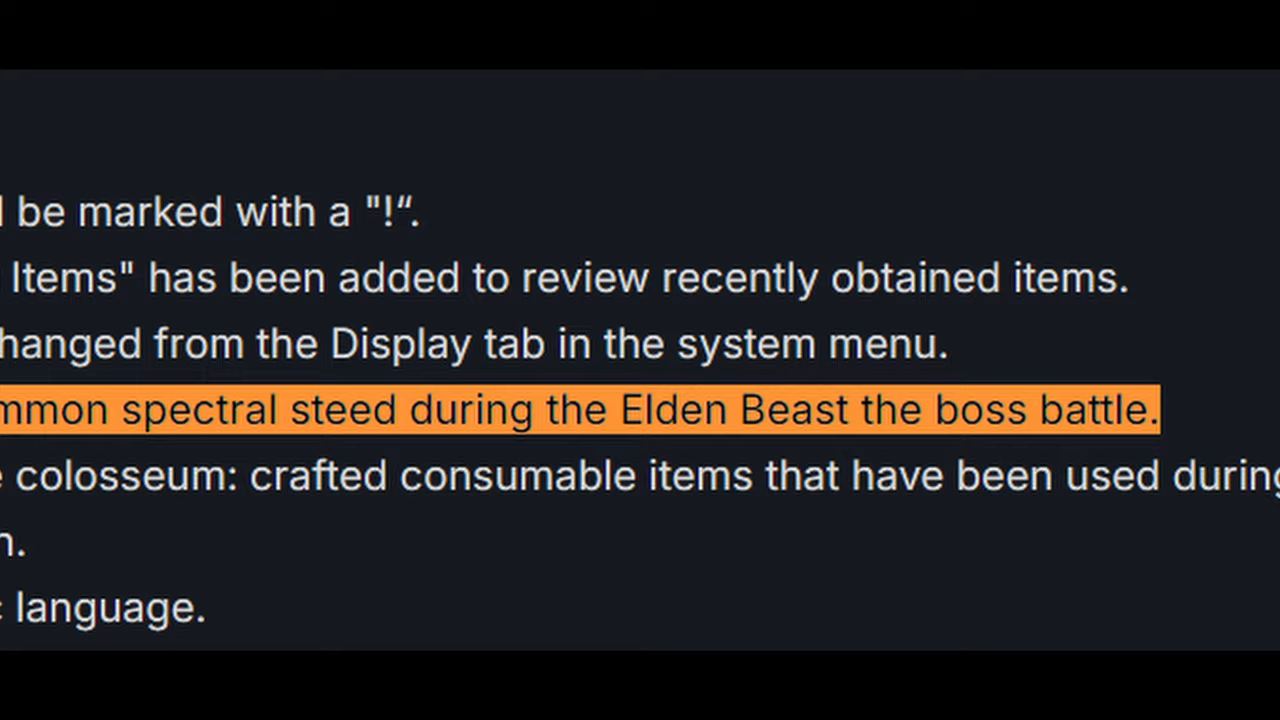 be marked with a "!“.
Items" has been added to review recently obtained items.
hanged from the Display tab in the system menu.
mmon spectral steed during the Elden Beast the boss battle.
colosseum: crafted consumable items that have been used during
n.
language.